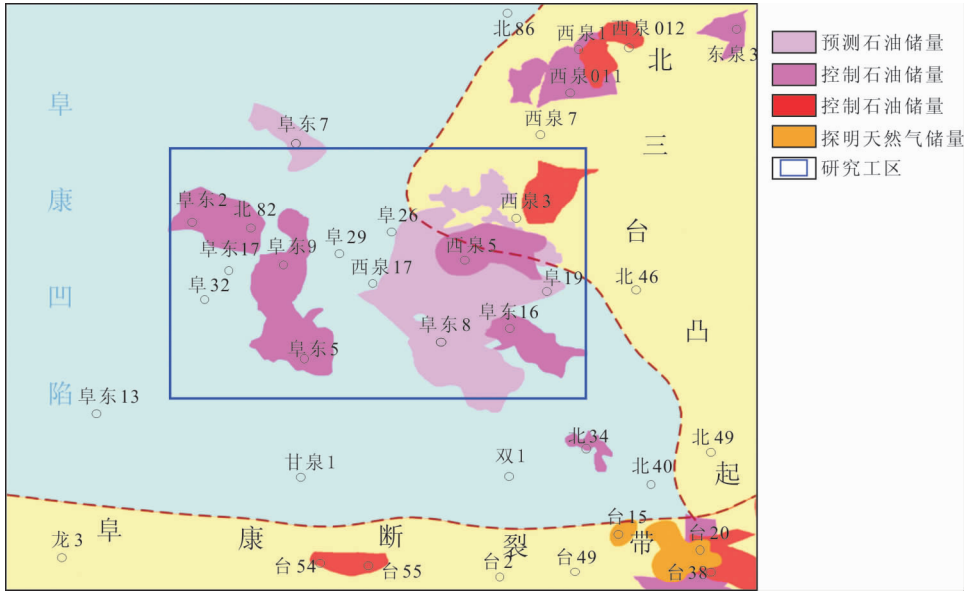 北86
西泉1
西泉012
北
东泉3
西泉011
西泉7
三
阜东7
阜
康
凹
陷
阜东2
北82
阜26
西泉3
台
阜东17
阜东9
阜29
西泉5
西泉17
阜32
阜19
北46
阜东16
阜东8
凸
阜东5
阜东13
北34
北49
甘泉1
双1
北40
起
阜
康
断
裂
带
台15
龙3
台54
台55
台2
台49
台20
台38
预测石油储量
控制石油储量
控制石油储量
探明天然气储量
研究工区